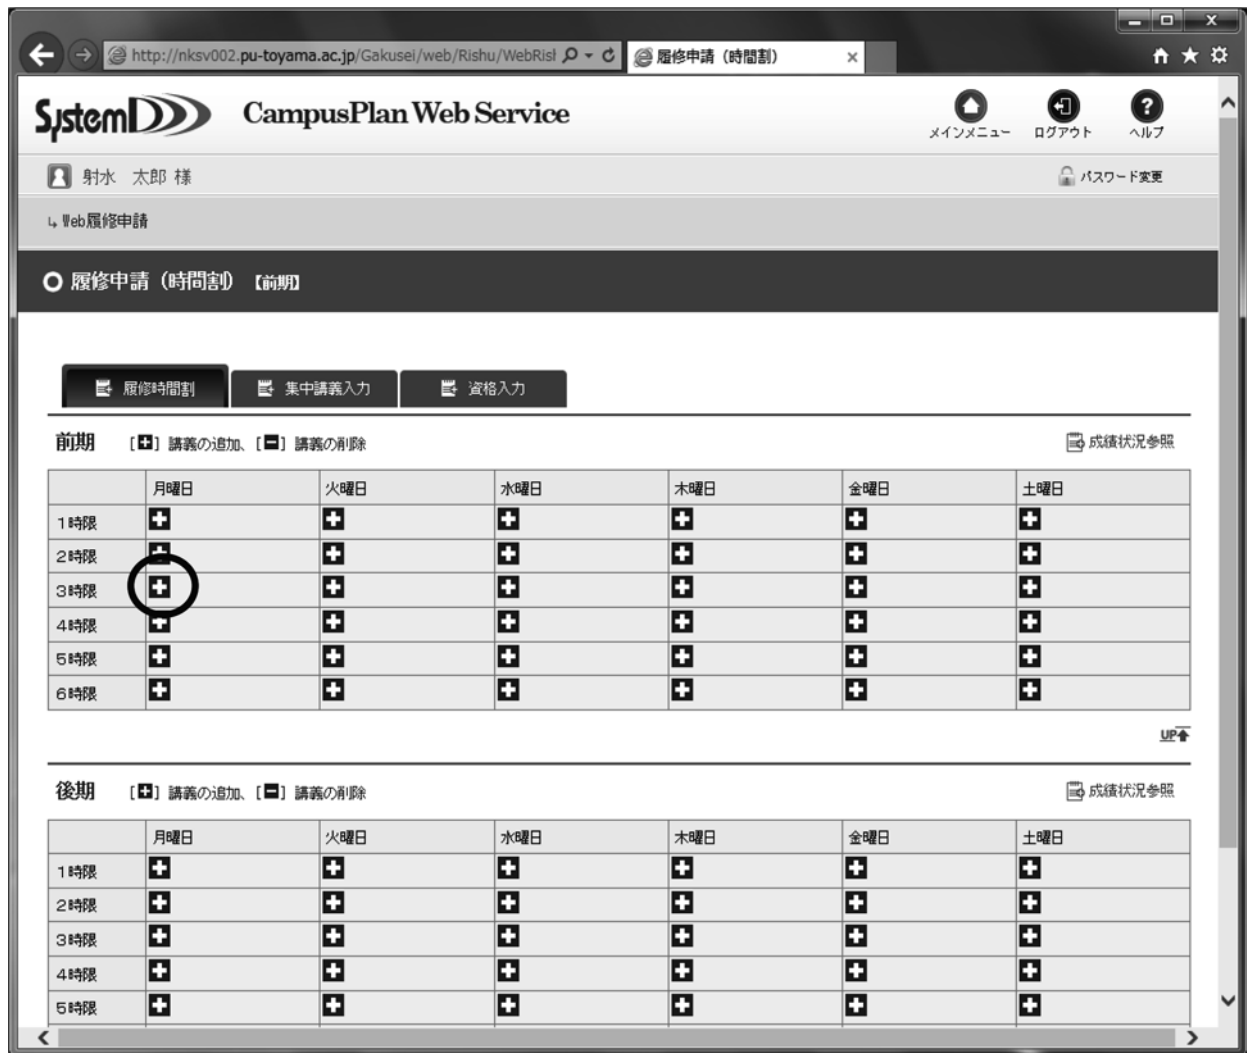 http://nksv002.pu-toyama.ac.jp/Gakusei/web/Rishu/WebRish
履修申請（時間割）
SystemD CampusPlan Web Service
メインメニュー ログアウト ヘルプ
射水 太郎 様
パスワード変更
Web履修申請
履修申請（時間割）【前期】
履修時間割 集中講義入力 資格入力
前期 [+] 講義の追加、[-] 講義の削除 成績状況参照
月曜日 火曜日 水曜日 木曜日 金曜日 土曜日
1時限
2時限
3時限
4時限
5時限
6時限
UP
後期 [+] 講義の追加、[-] 講義の削除 成績状況参照
月曜日 火曜日 水曜日 木曜日 金曜日 土曜日
1時限
2時限
3時限
4時限
5時限